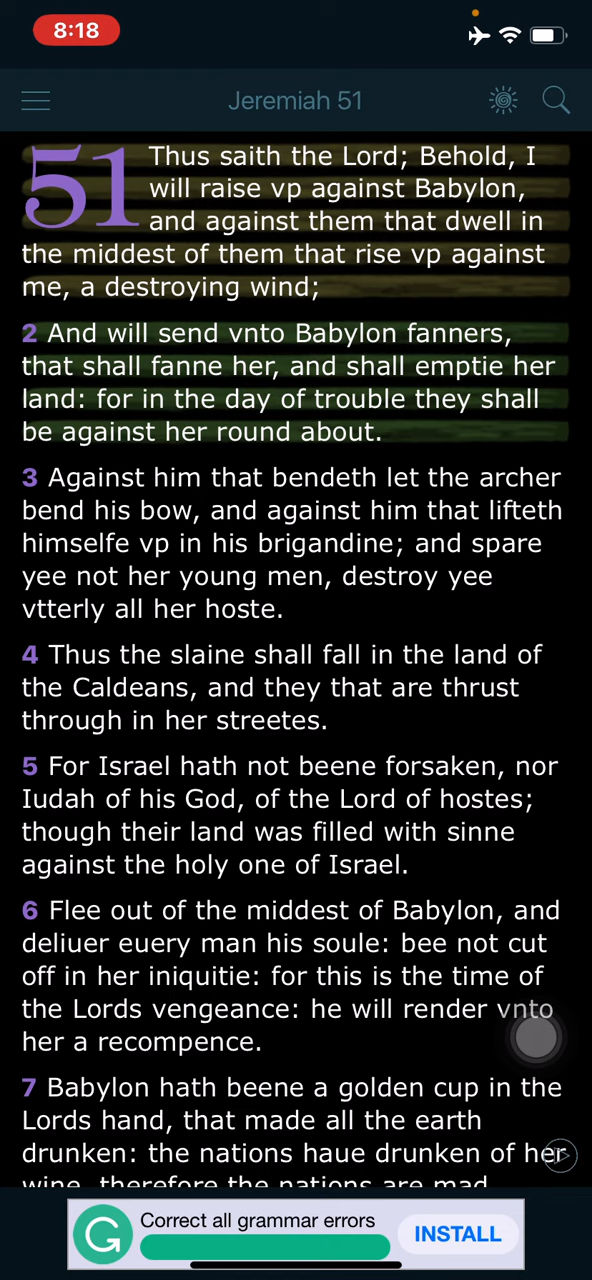 8:18
Jeremiah 51
51 Thus saith the Lord; Behold, I
will raise vp against Babylon,
and against them that dwell in
the middest of them that rise vp against
me, a destroying wind;
2 And will send vnto Babylon fanners,
that shall fanne her, and shall emptie her
land: for in the day of trouble they shall
be against her round about.
3 Against him that bendeth let the archer
bend his bow, and against him that lifteth
himselfe vp in his brigandine; and spare
yee not her young men, destroy yee
vtterly all her hoste.
4 Thus the slaine shall fall in the land of
the Caldeans, and they that are thrust
through in her streetes.
5 For Israel hath not beene forsaken, nor
Iudah of his God, of the Lord of hostes;
though their land was filled with sinne
against the holy one of Israel.
6 Flee out of the middest of Babylon, and
deliuer euery man his soule: bee not cut
off in her iniquitie: for this is the time of
the Lords vengeance: he will render vnto
her a recompence.
7 Babylon hath beene a golden cup in the
Lords hand, that made all the earth
drunken: the nations haue drunken of her
wine, therefore the nations are mad
Correct all grammar errors
INSTALL